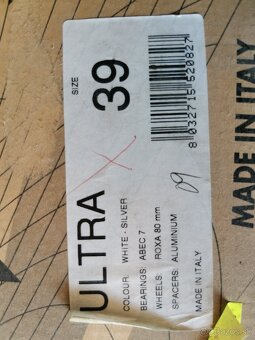 ULTRA
SIZE
39
COLOUR: WHITE - SILVER
BEARINGS: ABEC 7
WHEELS: ROXA 80 mm
SPACERS: ALUMINIUM
MADE IN ITALY
8 032715 520827
09
MADE IN ITALY